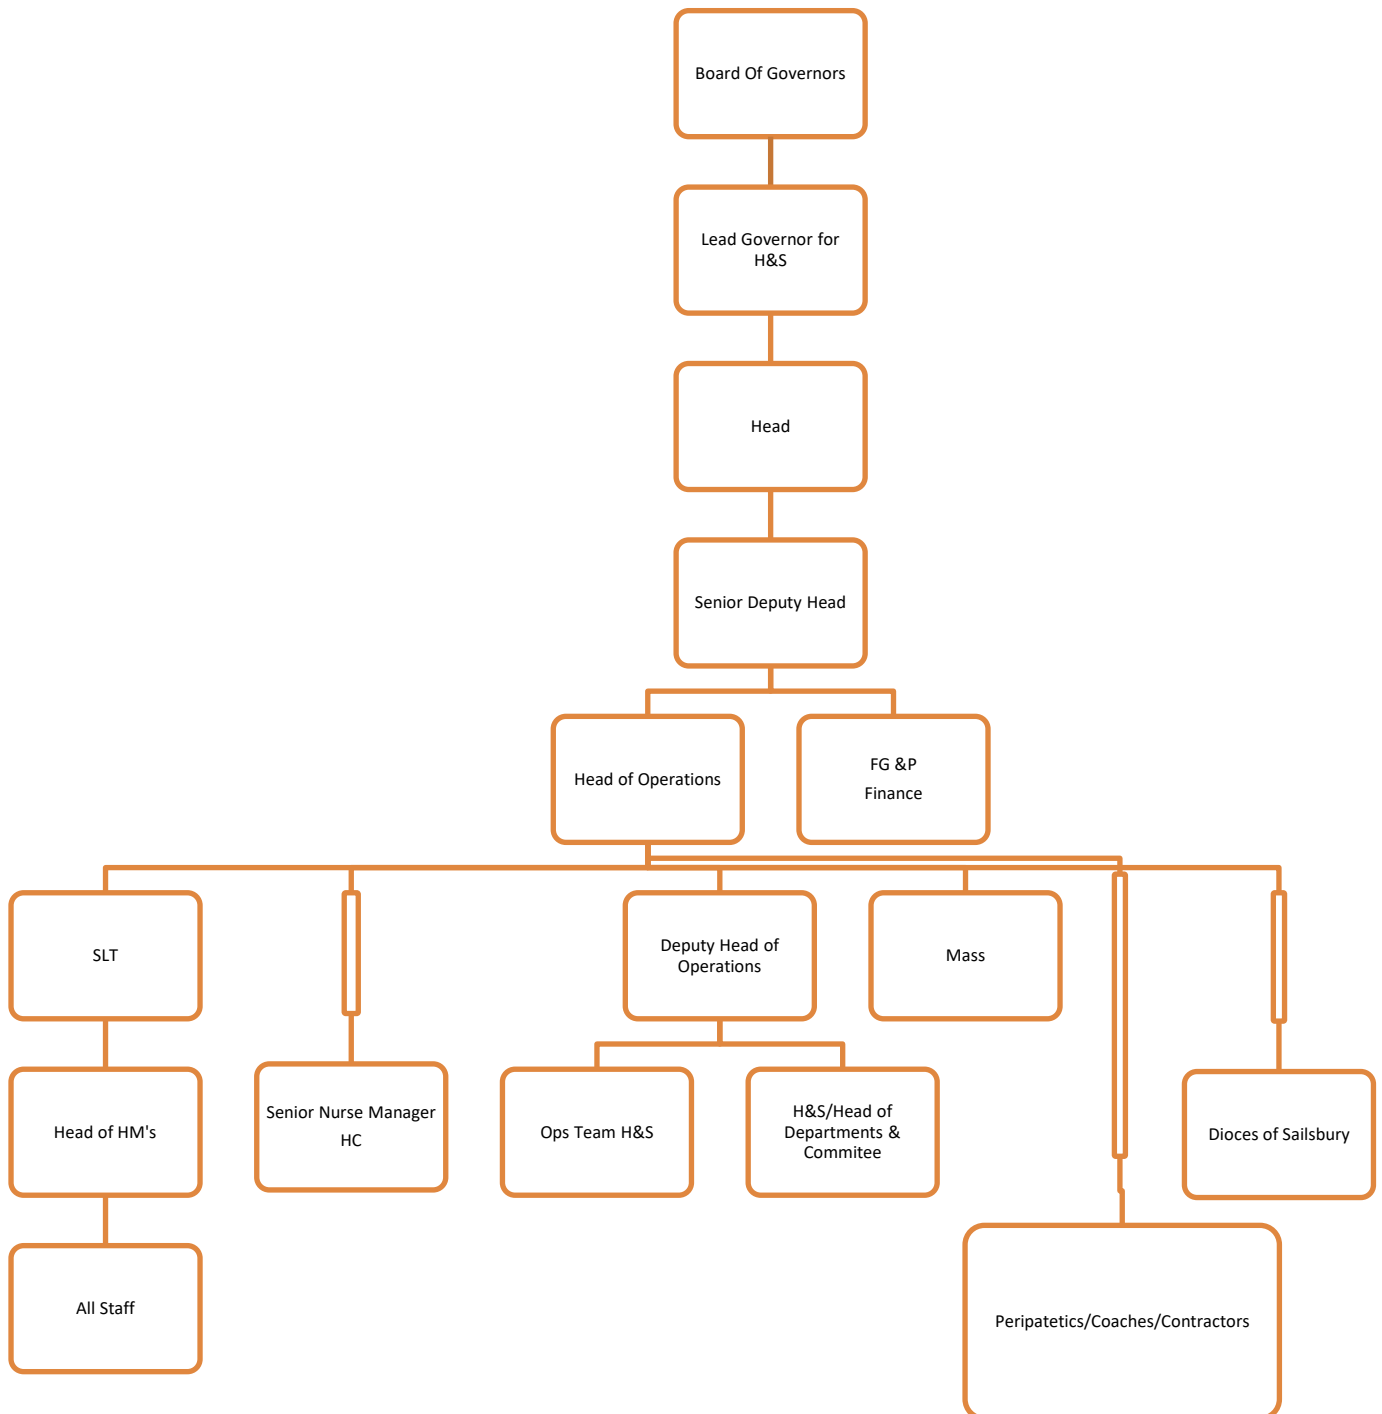 Board Of Governors
Lead Governor for
H&S
Head
Senior Deputy Head
Head of Operations
FG &P
Finance
SLT
Deputy Head of
Operations
Mass
Head of HM's
Senior Nurse Manager
HC
Ops Team H&S
H&S/Head of
Departments &
Commitee
Dioces of Sailsbury
All Staff
Peripatetics/Coaches/Contractors